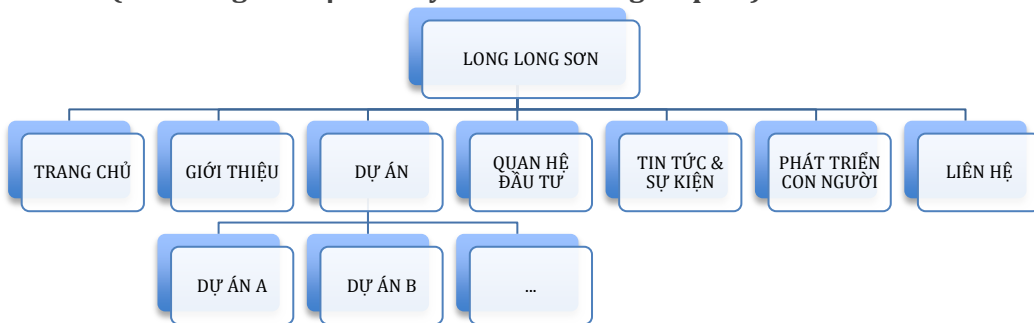 LONG LONG SƠN
TRANG CHỦ
GIỚI THIỆU
DỰ ÁN
QUAN HỆ
ĐẦU TƯ
TIN TỨC &
SỰ KIỆN
PHÁT TRIỂN
CON NGƯỜI
LIÊN HỆ
DỰ ÁN A
DỰ ÁN B
...